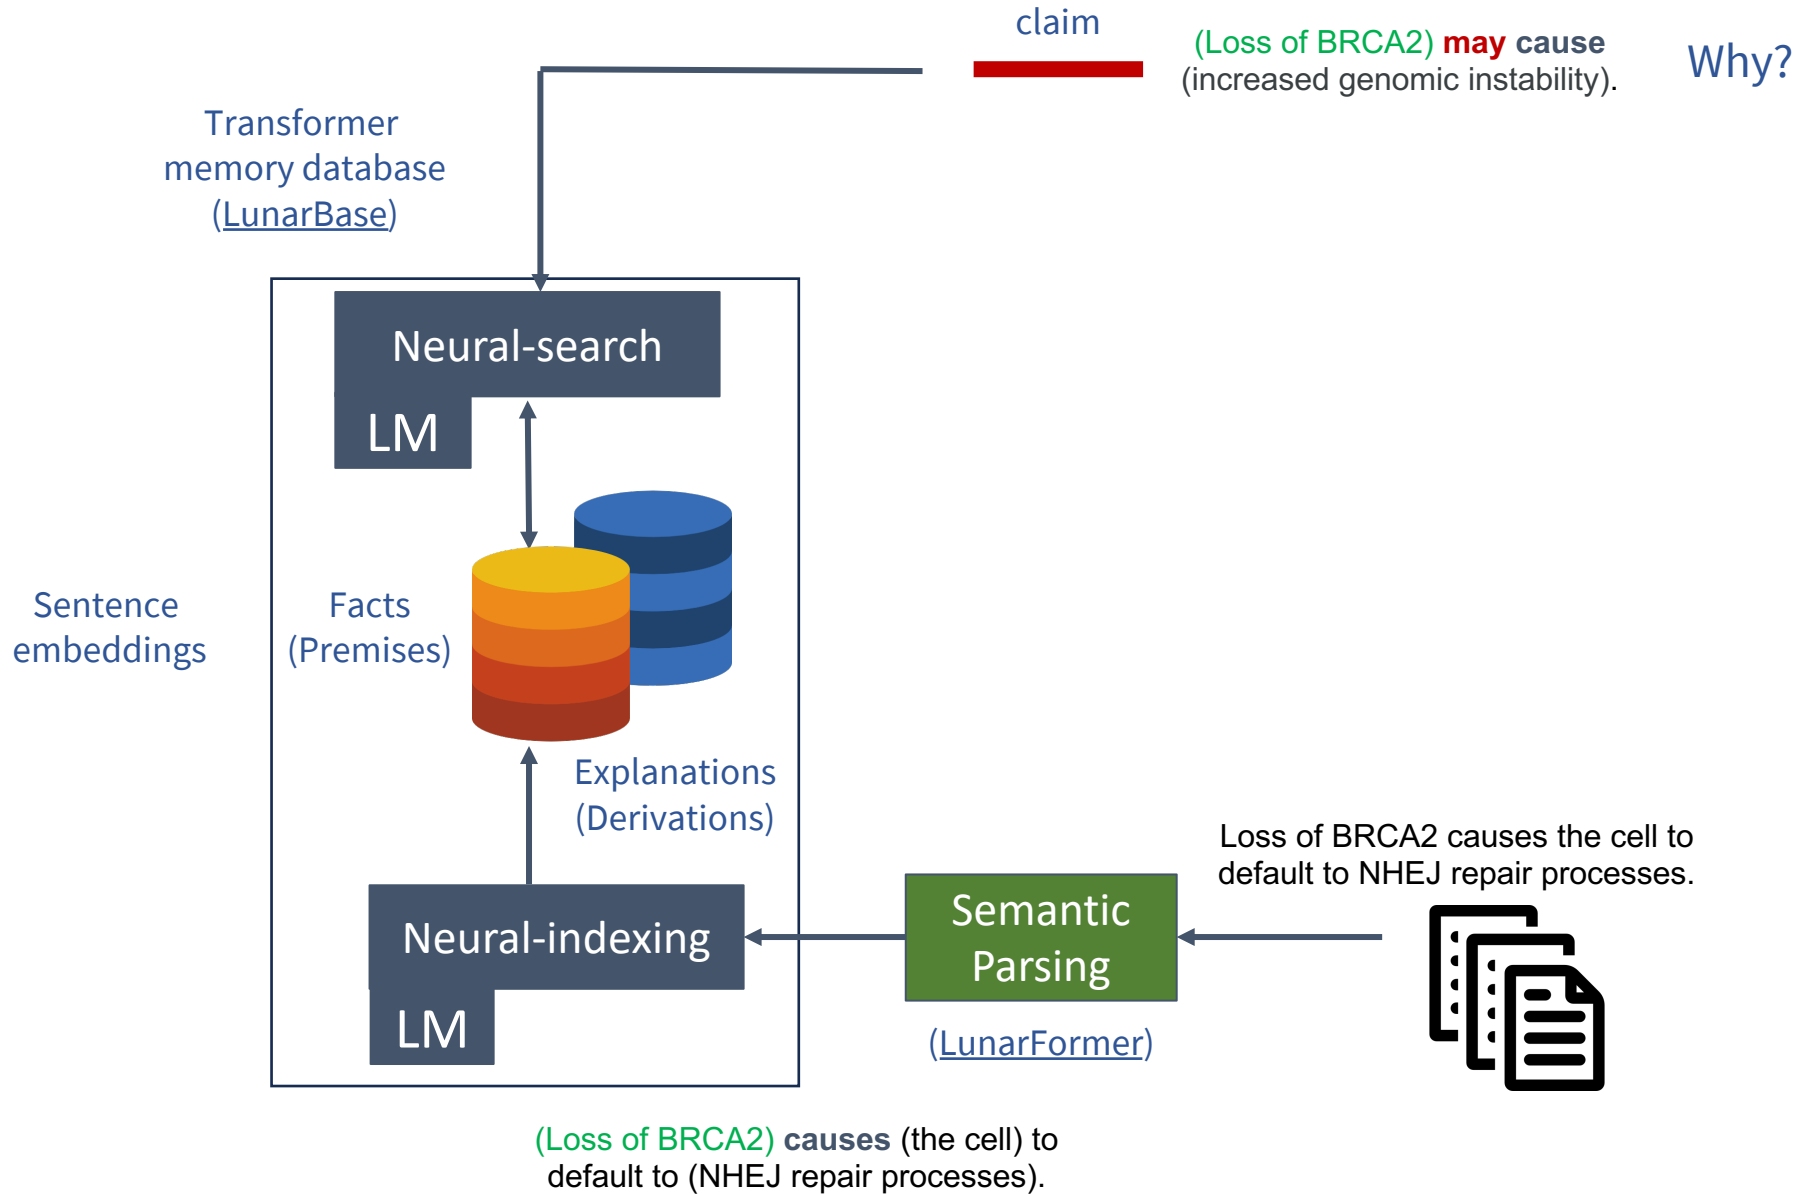 claim
(Loss of BRCA2) may cause
(increased genomic instability).
Why?
Transformer
memory database
(LunarBase)
Neural-search
LM
Sentence
embeddings
Facts
(Premises)
Explanations
(Derivations)
Neural-indexing
LM
Semantic
Parsing
(LunarFormer)
Loss of BRCA2 causes the cell to
default to NHEJ repair processes.
(Loss of BRCA2) causes (the cell) to
default to (NHEJ repair processes).